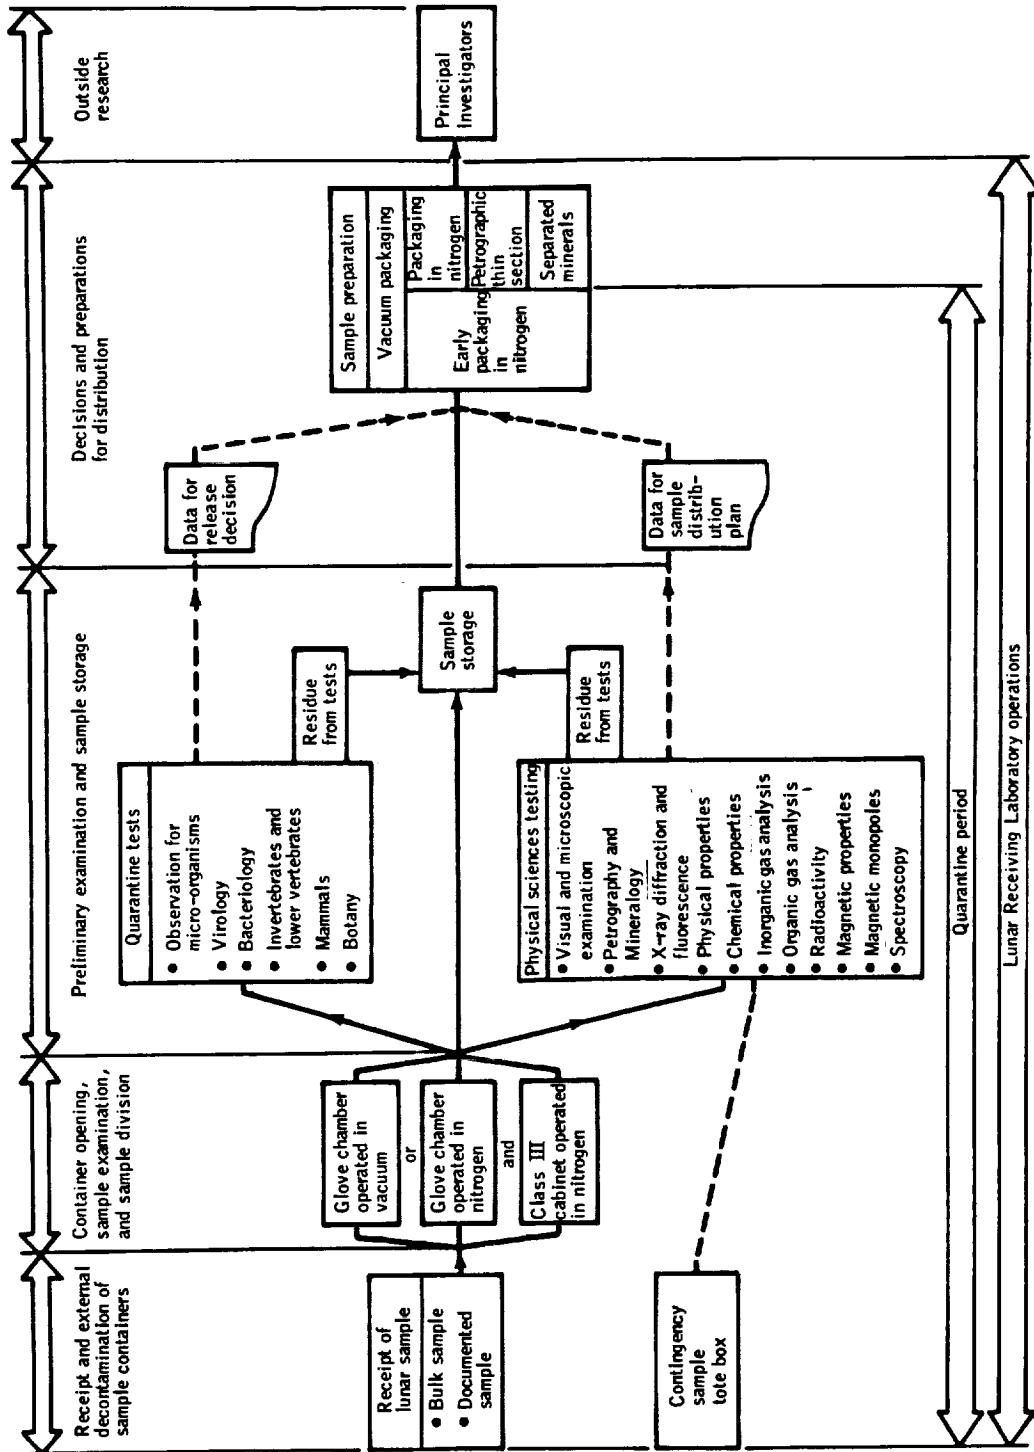 Receipt and external
decontamination of
sample containers
Container opening,
sample examination,
and sample division
Preliminary examination and sample storage
Decisions and preparations
for distribution
Outside
research
Receipt of
lunar sample
● Bulk sample
● Documented
sample
Contingency
sample
tote box
Glove chamber
operated in
vacuum
or
Glove chamber
operated in
nitrogen
and
Class III
cabinet operated
in nitrogen
Quarantine tests
● Observation for
micro-organisms
● Virology
● Bacteriology
● Invertebrates and
lower vertebrates
● Mammals
● Botany
Residue
from tests
Physical sciences testing
● Visual and microscopic
examination
● Petrography and
Mineralogy
● X-ray diffraction and
fluorescence
● Physical properties
● Chemical properties
● Inorganic gas analysis
● Organic gas analysis
● Radioactivity
● Magnetic properties
● Magnetic monopoles
● Spectroscopy
Residue
from tests
Sample
storage
Data for
release
decision
Data for
sample
distrib-
ution
plan
Sample preparation
Vacuum packaging
Early
packaging
in
nitrogen
Packaging
in
nitrogen
Petrographic
thin
section
Separated
minerals
Principal
Investigators
Quarantine period
Lunar Receiving Laboratory operations